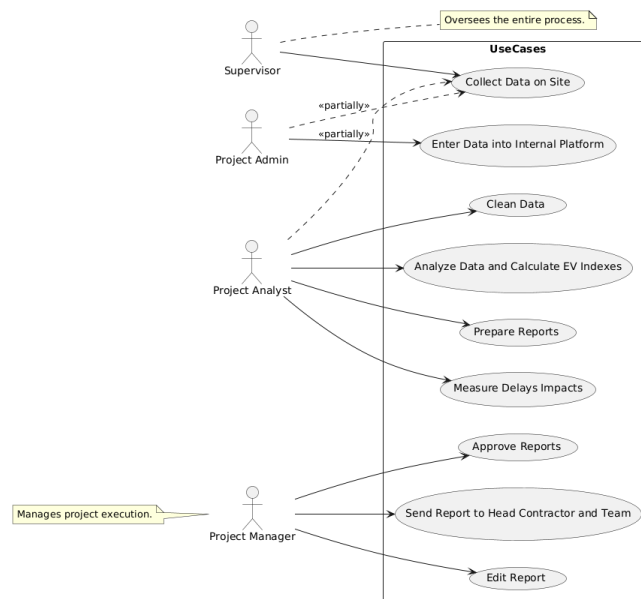 Oversees the entire process.
UseCases
Supervisor
Collect Data on Site
«partially»
Project Admin
«partially»
Enter Data into Internal Platform
Clean Data
Project Analyst
Analyze Data and Calculate EV Indexes
Prepare Reports
Measure Delays Impacts
Approve Reports
Manages project execution.
Project Manager
Send Report to Head Contractor and Team
Edit Report